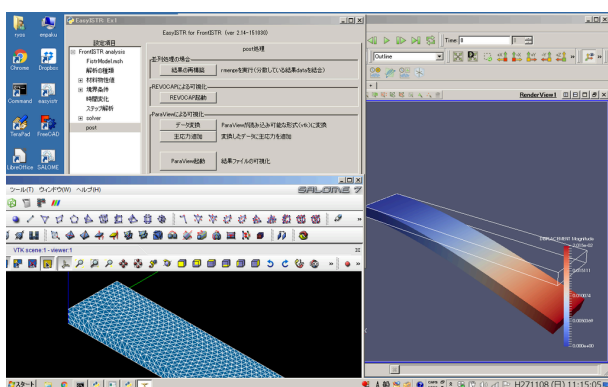 EasyISTR Ex1
ryos
enpaku
Chrome
Dropbox
Command
easyistr
TeraPad
FreeCAD
LibreOffice
SALOME
EasyISTR for FrontISTR (ver 2.14-151030)
設定項目
FrontISTR analysis
FistrModel.msh
解析の種類
材料物性値
境界条件
時間変化
ステップ解析
solver
post
post処理
並列処理の場合
結果の再構築
rmergeを実行(分散している結果dataを結合)
REVOCAPによる可視化
REVOCAP起動
ParaViewによる可視化
データ変換
ParaViewが読み込み可能な形式(vtk)に変換
主応力追加
変換したデータに主応力を追加
ParaView起動
結果ファイルの可視化
Time:
Outline
RenderView1
DISPLACEMENT Magnitude
0.000e+00
ツール(T) ウィンドウ(W) ヘルプ(H)
SALOME 7
VTK scene:1 - viewer:1
スタート
H271108 (日) 11:15:05